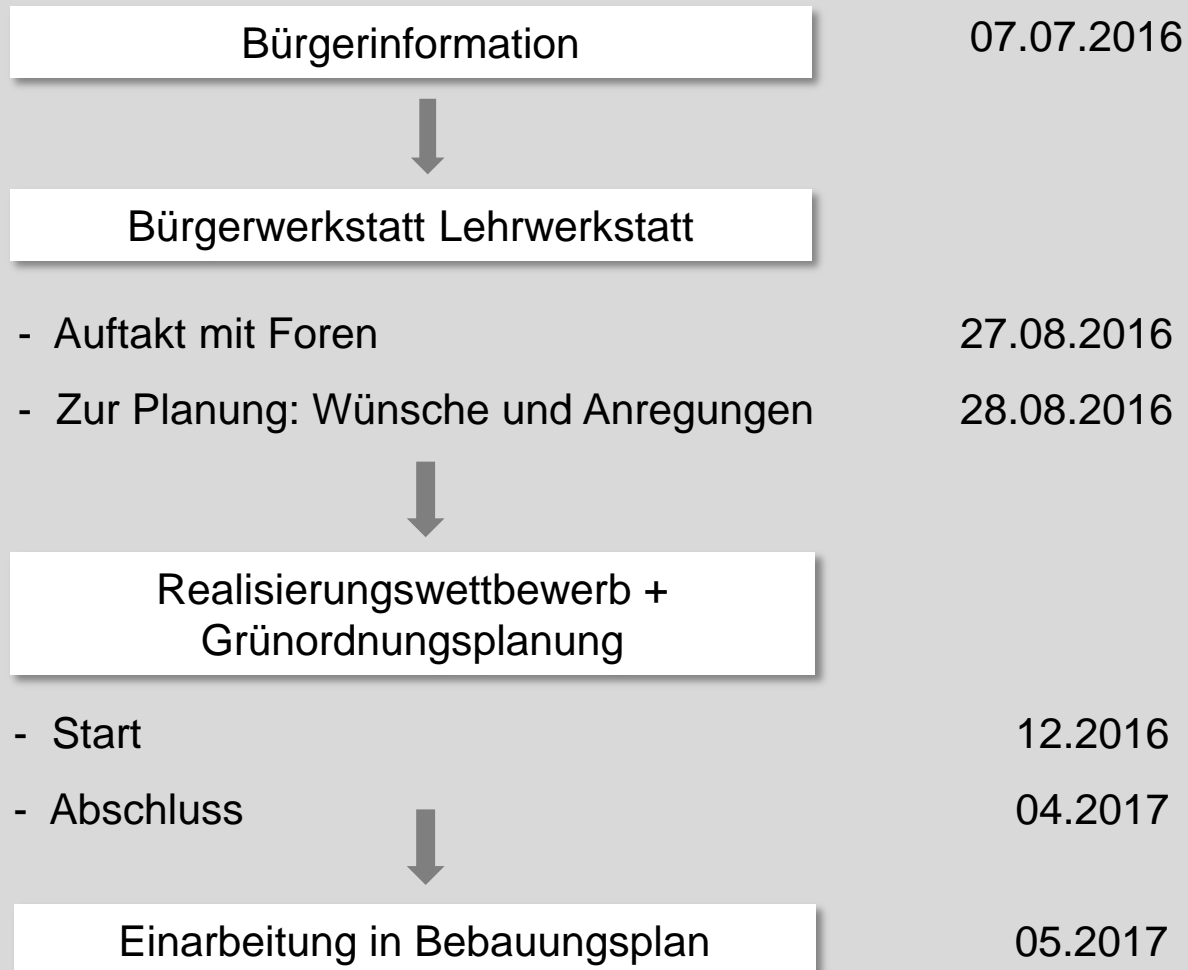 Bürgerinformation 07.07.2016
Bürgerwerkstatt Lehrwerkstatt
- Auftakt mit Foren 27.08.2016
- Zur Planung: Wünsche und Anregungen 28.08.2016
Realisierungswettbewerb +
Grünordnungsplanung
- Start 12.2016
- Abschluss 04.2017
Einarbeitung in Bebauungsplan 05.2017